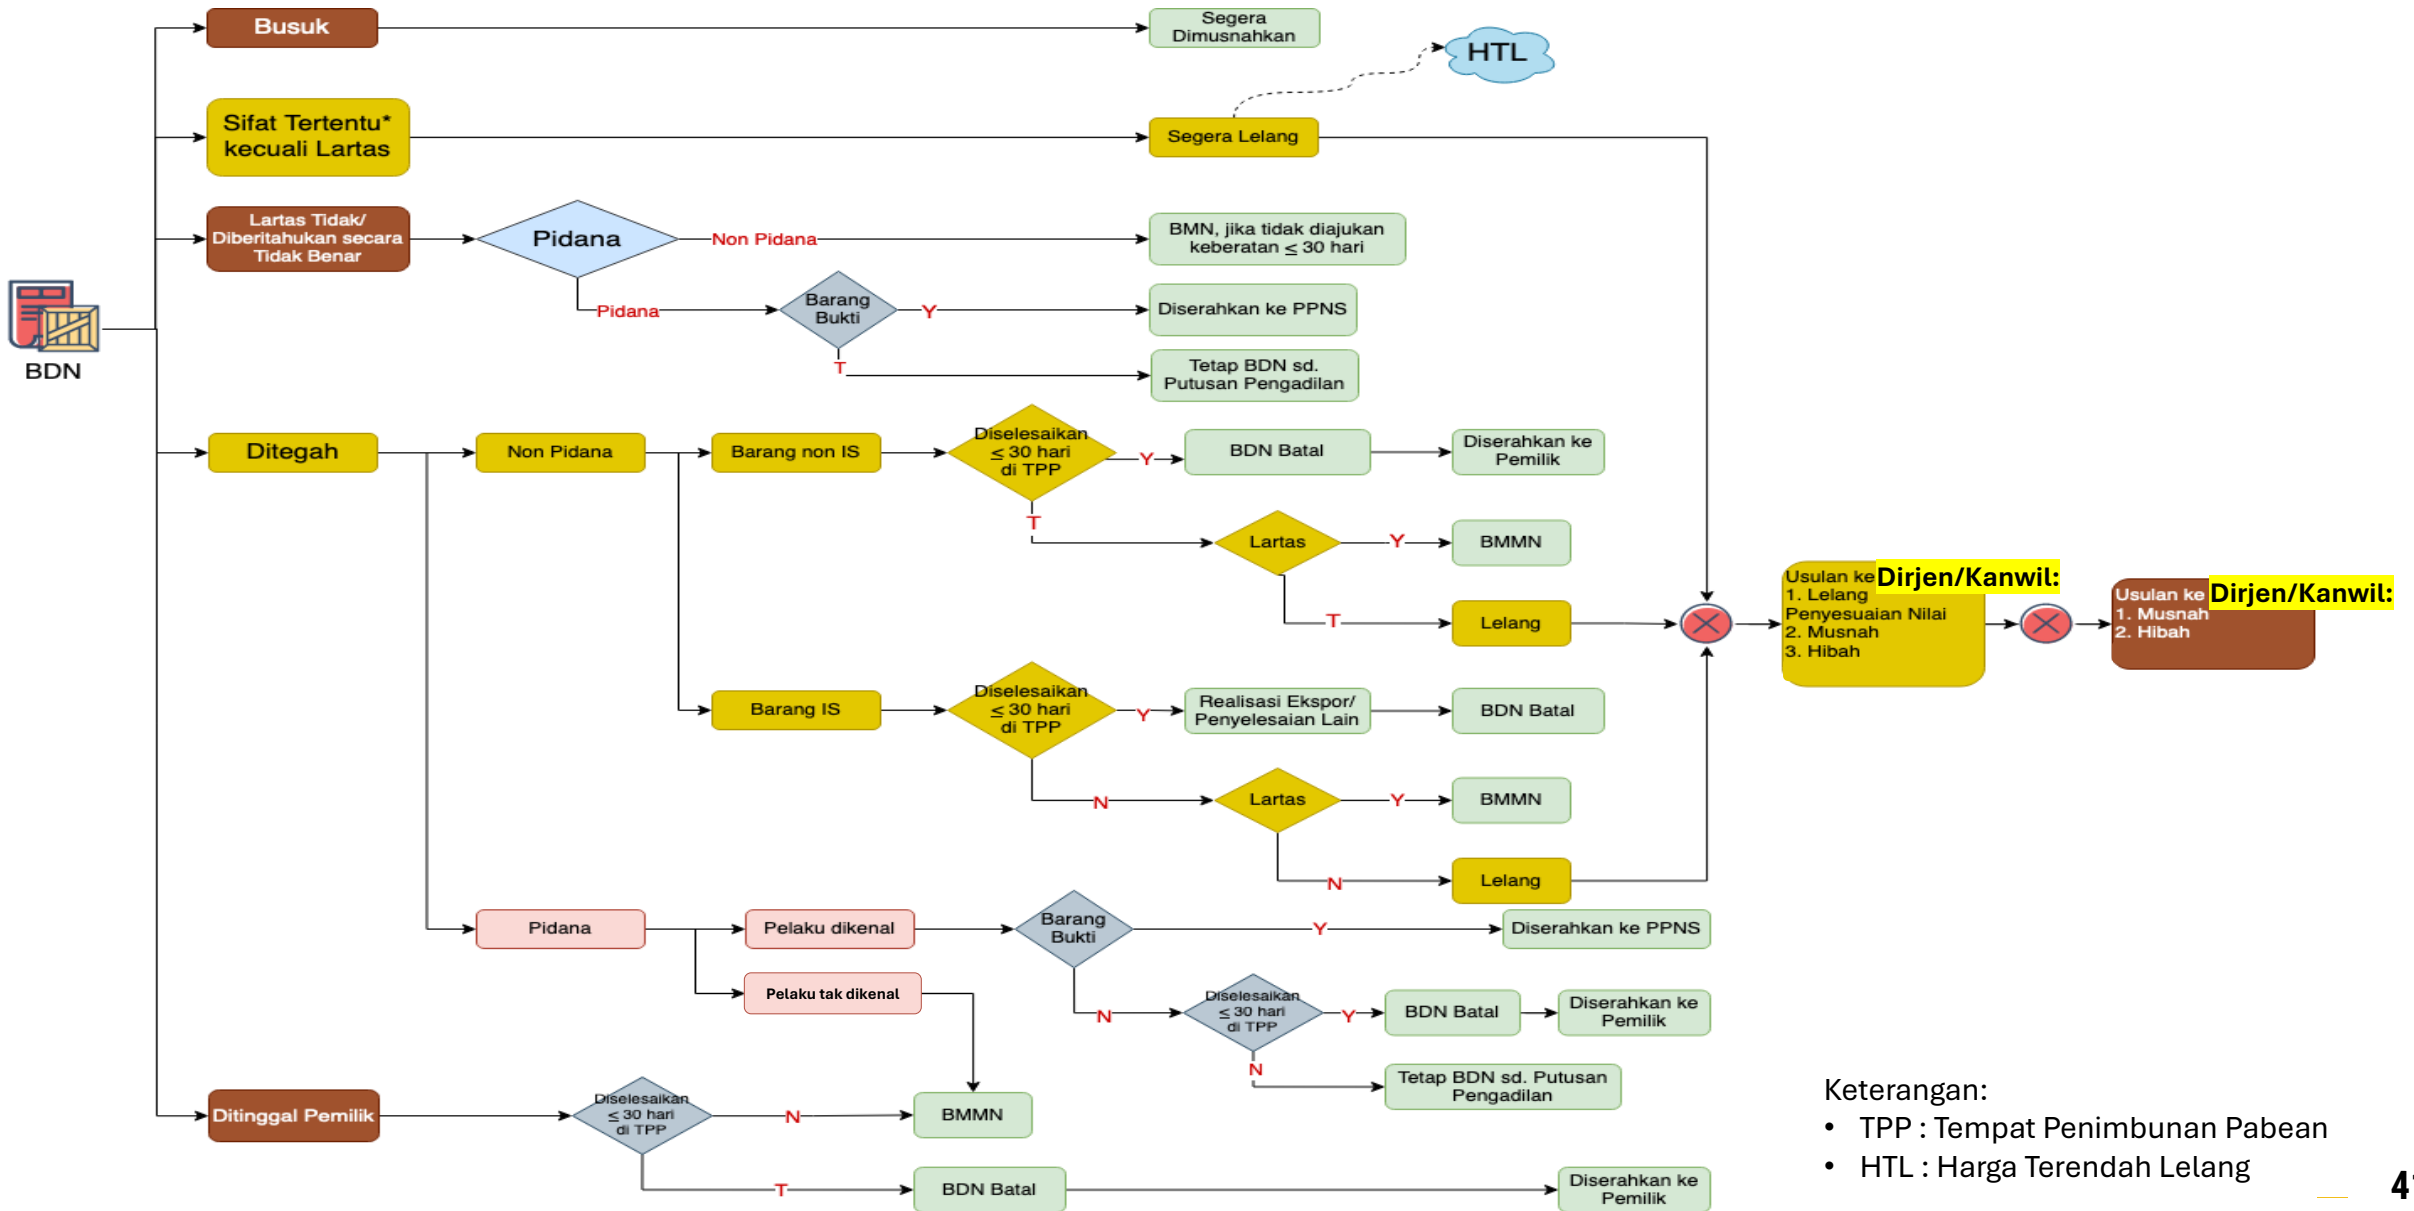 Busuk
Segera
Dimusnahkan
HTL
Sifat Tertentu*
kecuali Lartas
Segera Lelang
Lartas Tidak/
Diberitahukan secara
Tidak Benar
Pidana
Non Pidana
BMN, jika tidak diajukan
keberatan ≤ 30 hari
Pidana
Barang
Bukti
Y
Diserahkan ke PPNS
T
Tetap BDN sd.
Putusan Pengadilan
BDN
Ditegah
Non Pidana
Barang non IS
Diselesaikan
≤ 30 hari
di TPP
Y
BDN Batal
Diserahkan ke
Pemilik
T
Lartas
Y
BMMN
T
Lelang
Usulan ke Dirjen/Kanwil:
1. Lelang
Penyesuaian Nilai
2. Musnah
3. Hibah
Usulan ke Dirjen/Kanwil:
1. Musnah
2. Hibah
Barang IS
Diselesaikan
≤ 30 hari
di TPP
Y
Realisasi Ekspor/
Penyelesaian Lain
BDN Batal
N
Lartas
Y
BMMN
N
Lelang
Pidana
Pelaku dikenal
Barang
Bukti
Y
Diserahkan ke PPNS
Pelaku tak dikenal
N
Diselesaikan
≤ 30 hari
di TPP
Y
BDN Batal
Diserahkan ke
Pemilik
N
Tetap BDN sd. Putusan
Pengadilan
Ditinggal Pemilik
Diselesaikan
≤ 30 hari
di TPP
N
BMMN
T
BDN Batal
Diserahkan ke
Pemilik
Keterangan:
• TPP : Tempat Penimbunan Pabean
• HTL : Harga Terendah Lelang